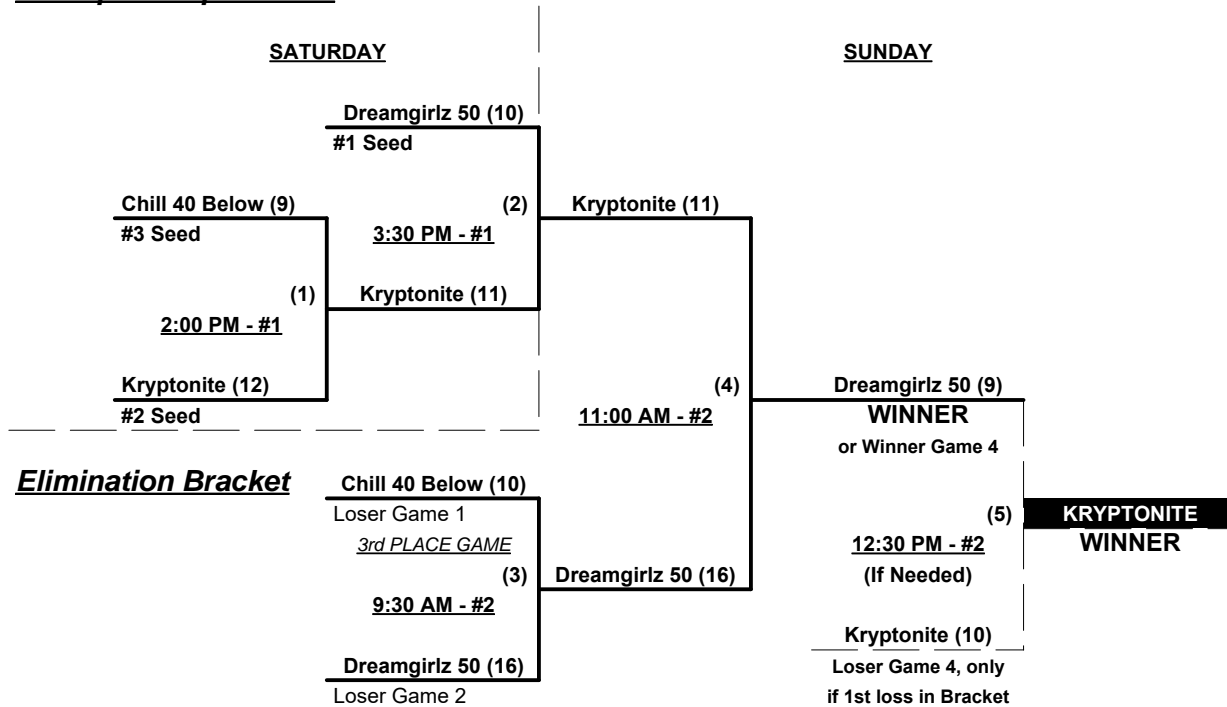 SATURDAY
SUNDAY
Dreamgirlz 50 (10)
#1 Seed
Chill 40 Below (9)
(2)
Kryptonite (11)
#3 Seed
3:30 PM - #1
(1)
Kryptonite (11)
2:00 PM - #1
Kryptonite (12)
(4)
Dreamgirlz 50 (9)
#2 Seed
11:00 AM - #2
WINNER
or Winner Game 4
Elimination Bracket
Chill 40 Below (10)
Loser Game 1
(5)
KRYPTONITE
3rd PLACE GAME
12:30 PM - #2
WINNER
(3)
Dreamgirlz 50 (16)
(If Needed)
9:30 AM - #2
Kryptonite (10)
Dreamgirlz 50 (16)
Loser Game 4, only
Loser Game 2
if 1st loss in Bracket